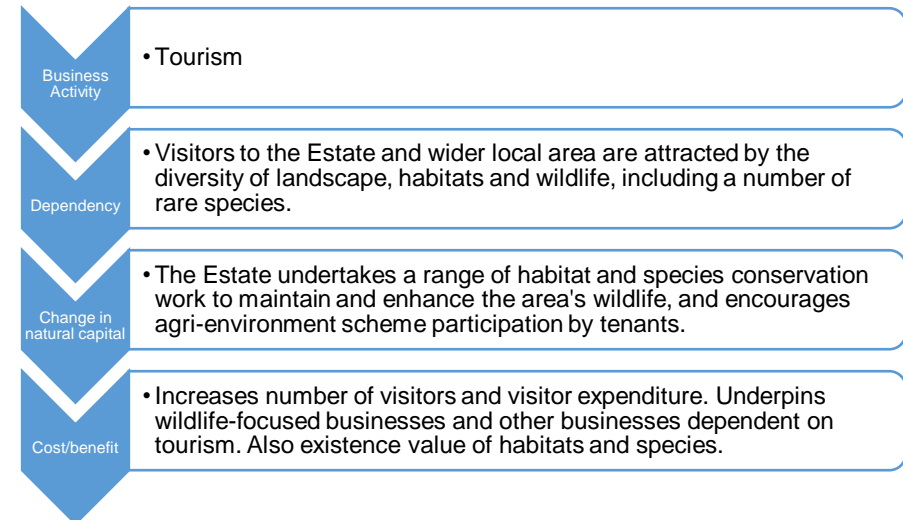 Business
Activity
• Tourism
Dependency
• Visitors to the Estate and wider local area are attracted by the
diversity of landscape, habitats and wildlife, including a number of
rare species.
Change in
natural capital
• The Estate undertakes a range of habitat and species conservation
work to maintain and enhance the area's wildlife, and encourages
agri-environment scheme participation by tenants.
Cost/benefit
• Increases number of visitors and visitor expenditure. Underpins
wildlife-focused businesses and other businesses dependent on
tourism. Also existence value of habitats and species.